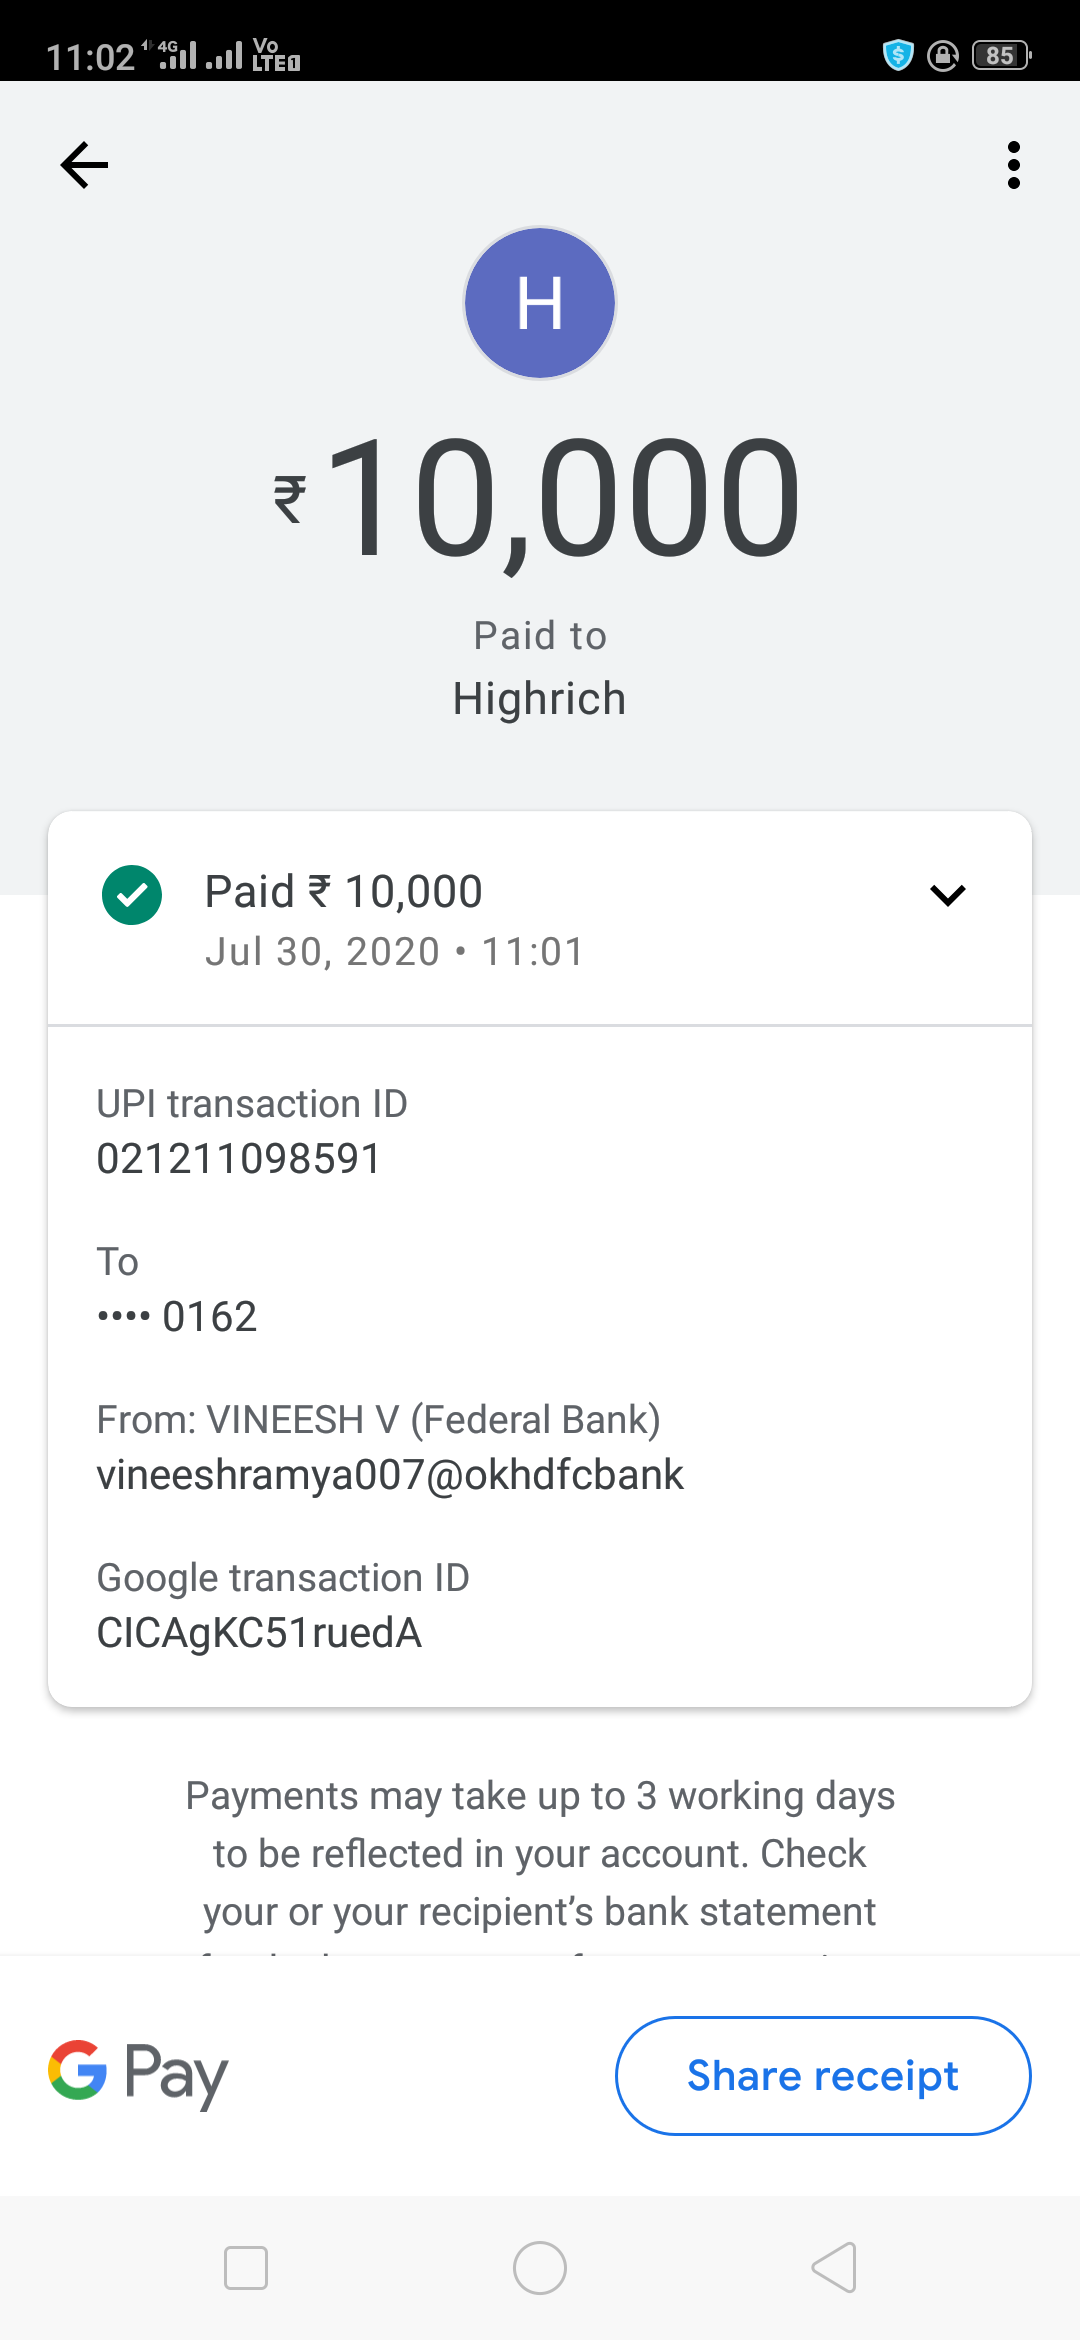 11:02 4G Vo LTE1 85
H
₹10,000
Paid to
Highrich
Paid ₹ 10,000
Jul 30, 2020 • 11:01
UPI transaction ID
021211098591
To
•••• 0162
From: VINEESH V (Federal Bank)
vineeshramya007@okhdfcbank
Google transaction ID
CICAgKC51ruedA
Payments may take up to 3 working days
to be reflected in your account. Check
your or your recipient's bank statement
G Pay
Share receipt